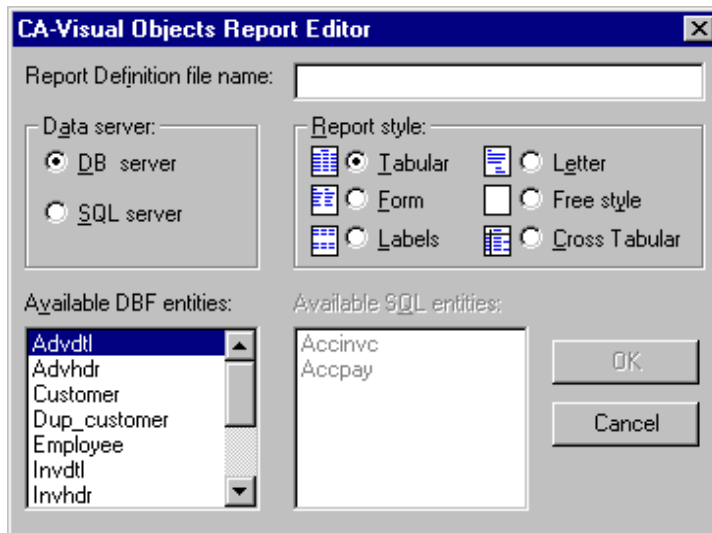 CA-Visual Objects Report Editor
Report Definition file name:
Data server:
DB server
SQL server
Report style:
Tabular
Letter
Form
Free style
Labels
Cross Tabular
Available DBF entities:
Advdtl
Advhdr
Customer
Dup_customer
Employee
Invdtl
Invhdr
Available SQL entities:
Accinvc
Accpay
OK
Cancel